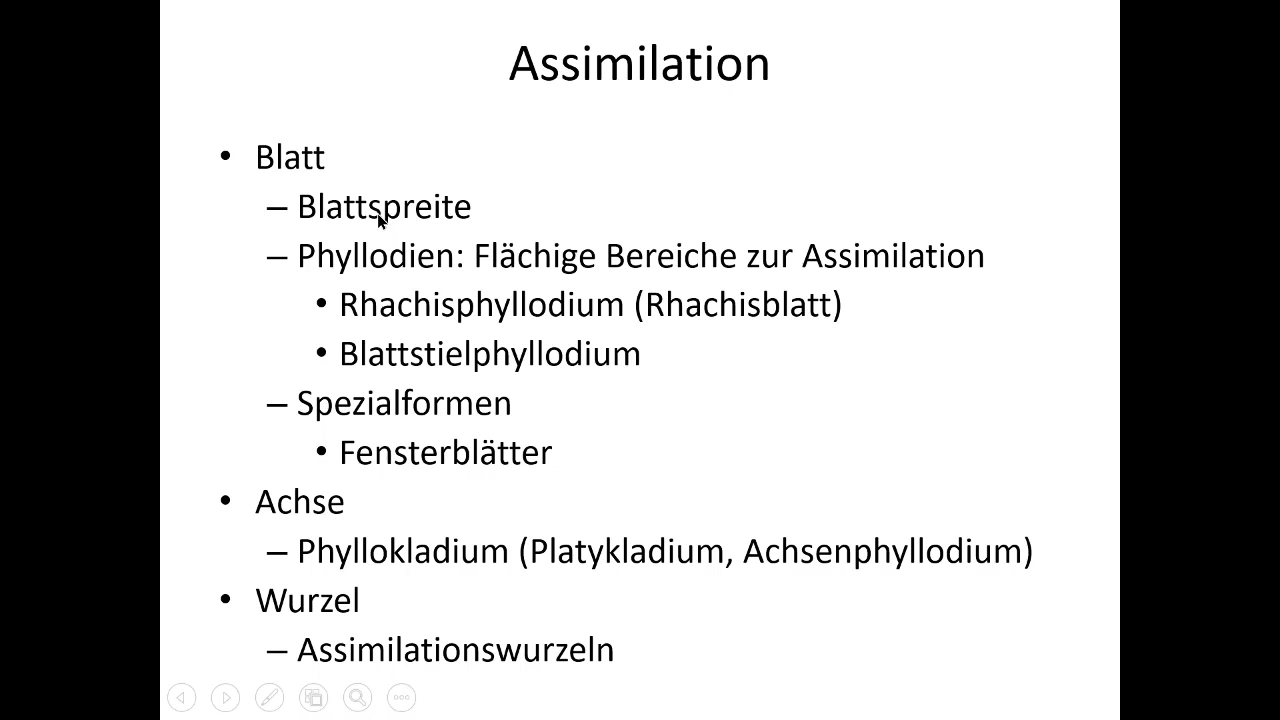 Assimilation
• Blatt
– Blattspreite
– Phyllodien: Flächige Bereiche zur Assimilation
• Rhachisphyllodium (Rhachisblatt)
• Blattstielphyllodium
– Spezialformen
• Fensterblätter
• Achse
– Phyllokladium (Platykladium, Achsenphyllodium)
• Wurzel
– Assimilationswurzeln